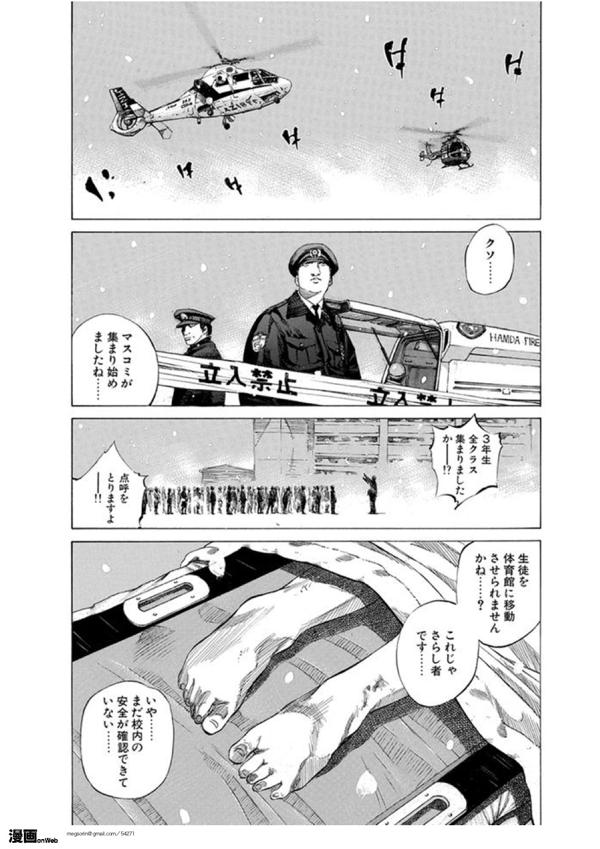 バ
バ
バ
バ
バ
バ
バ
クソ……
マスコミが
集まり始め
ましたね……
HAMDA FIRE
立入禁止
立入禁止
3年生
全クラス
集まりました
か――!?
点呼を
とりますよ
――!!
生徒を
体育館に移動
させられません
かね……?
これじゃ
さらし者
です……
いや……
まだ校内の
安全が確認できて
いない……
漫画onWeb
megiaorin@gmail.com/54271